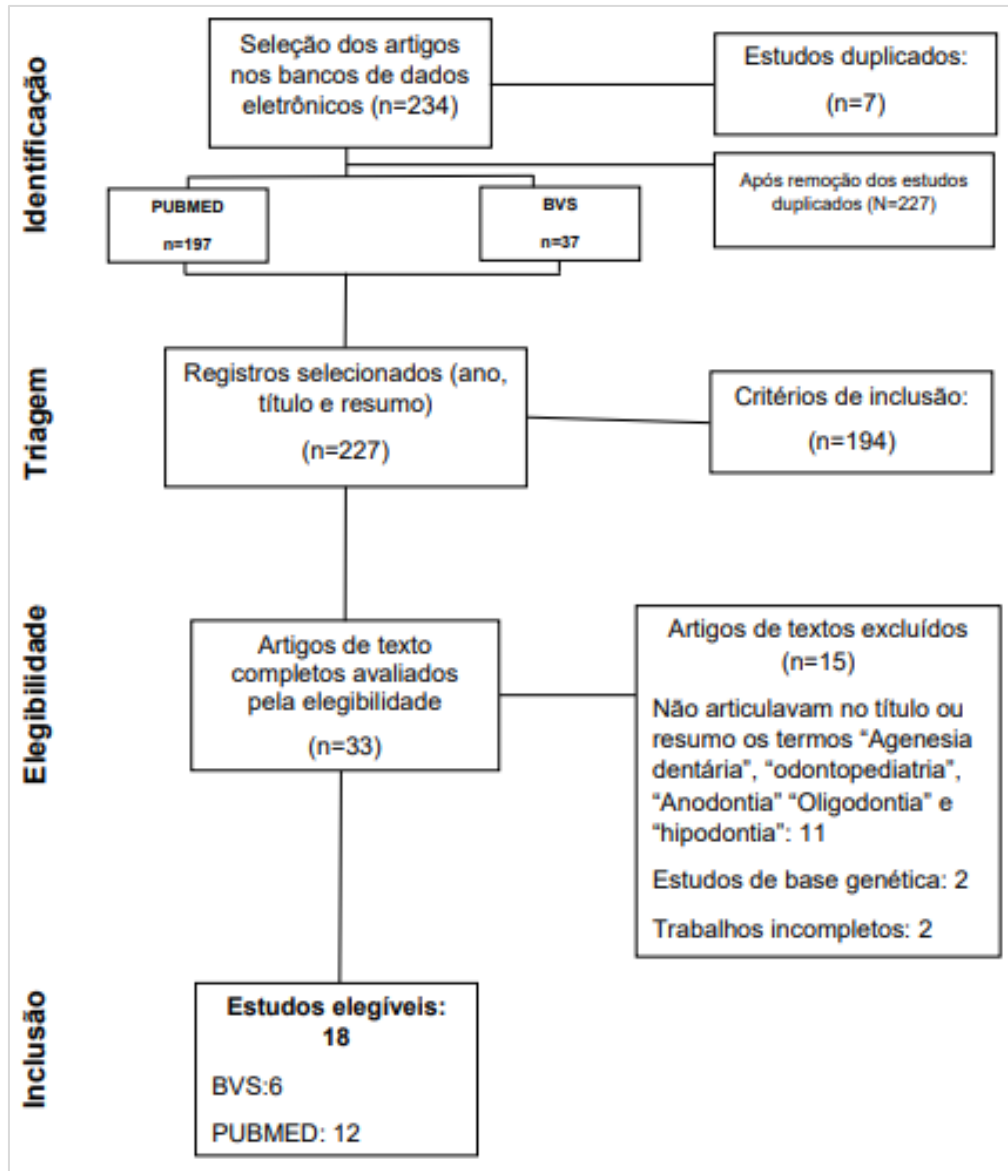 Identificação
Seleção dos artigos
nos bancos de dados
eletrônicos (n=234)
Estudos duplicados:
(n=7)
Após remoção dos estudos
duplicados (N=227)
PUBMED
n=197
BVS
n=37
Triagem
Registros selecionados (ano,
título e resumo)
(n=227)
Critérios de inclusão:
(n=194)
Elegibilidade
Artigos de texto
completos avaliados
pela elegibilidade
(n=33)
Artigos de textos excluídos
(n=15)
Não articulavam no título ou
resumo os termos “Agenesia
dentária”, “odontopediatria”,
“Anodontia” “Oligodontia” e
“hipodontia”: 11
Estudos de base genética: 2
Trabalhos incompletos: 2
Inclusão
Estudos elegíveis:
18
BVS:6
PUBMED: 12